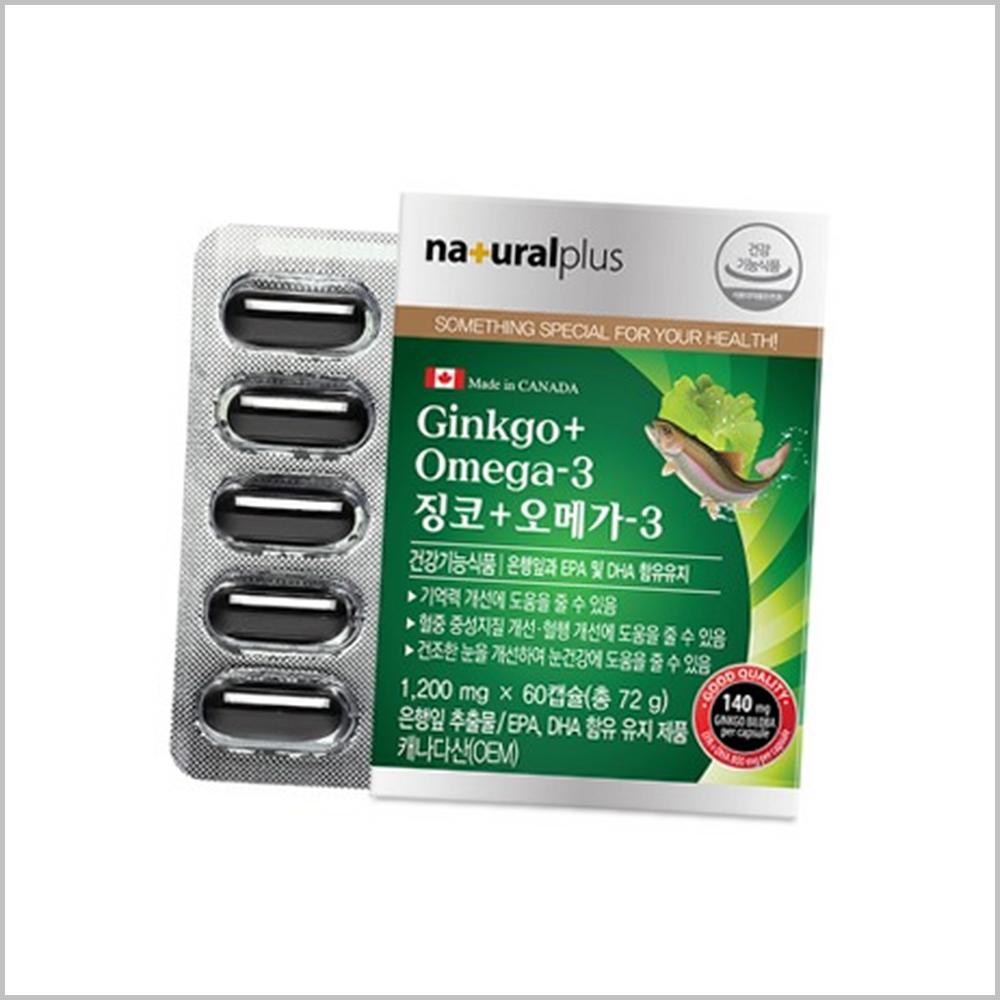 na+uralplus
건강
기능식품
SOMETHING SPECIAL FOR YOUR HEALTH!
Made in CANADA
Ginkgo+
Omega-3
징코+오메가-3
건강기능식품 | 은행잎과 EPA 및 DHA 함유유지
▶기억력 개선에 도움을 줄 수 있음
▶혈중 중성지질 개선·혈행 개선에 도움을 줄 수 있음
▶건조한 눈을 개선하여 눈건강에 도움을 줄 수 있음
1,200 mg × 60캡슐(총 72 g)
은행잎 추출물/EPA, DHA 함유 유지 제품
캐나다산(OEM)
GOOD QUALITY
140 mg
GINKGO BILOBA
per capsule